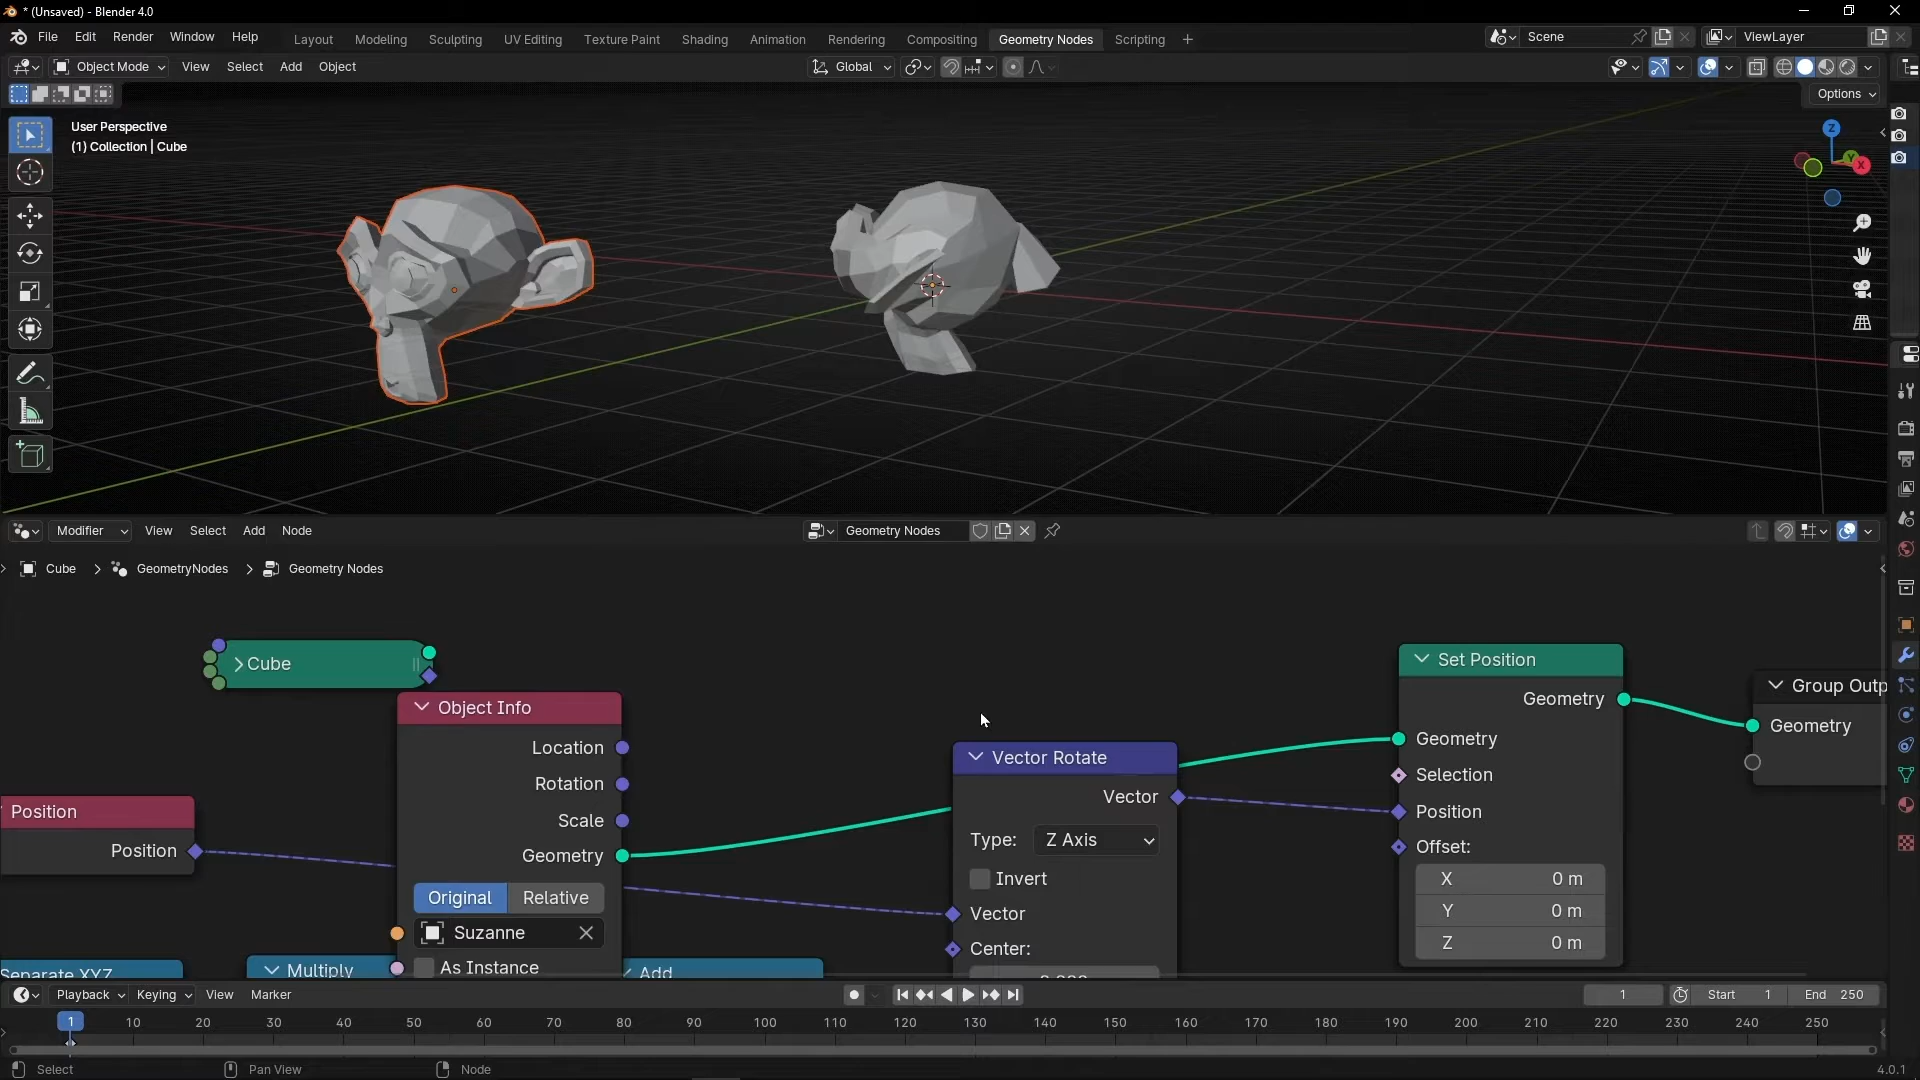 * (Unsaved) - Blender 4.0
File Edit Render Window Help Layout Modeling Sculpting UV Editing Texture Paint Shading Animation Rendering Compositing Geometry Nodes Scripting + Scene ViewLayer
Object Mode View Select Add Object Global
Options
User Perspective
(1) Collection | Cube
Z
Y
X
Modifier View Select Add Node Geometry Nodes
Cube > GeometryNodes > Geometry Nodes
Cube
Object Info
Location
Rotation
Scale
Geometry
Original Relative
Suzanne
As Instance
Position
Position
Separate XYZ
Multiply
Add
Vector Rotate
Vector
Type: Z Axis
Invert
Vector
Center:
Set Position
Geometry
Geometry
Selection
Position
Offset:
X 0 m
Y 0 m
Z 0 m
Group Outp
Geometry
Playback Keying View Marker 1 Start 1 End 250
1 10 20 30 40 50 60 70 80 90 100 110 120 130 140 150 160 170 180 190 200 210 220 230 240 250
Select Pan View Node 4.0.1